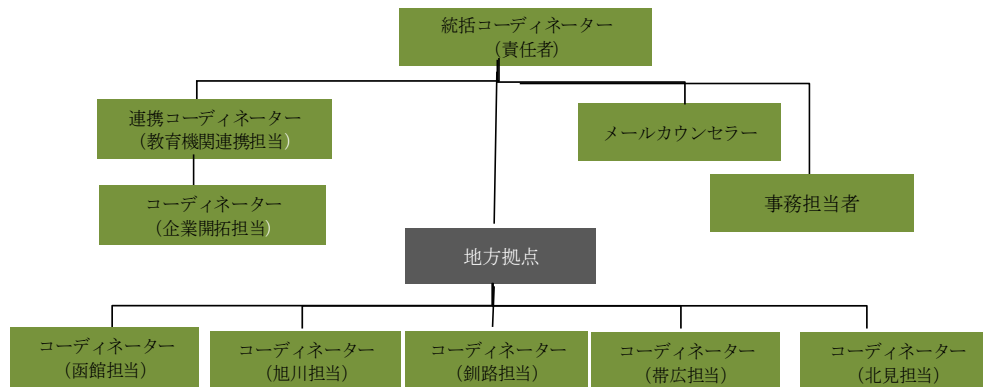 統括コーディネーター
（責任者）
連携コーディネーター
（教育機関連携担当）
メールカウンセラー
コーディネーター
（企業開拓担当）
事務担当者
地方拠点
コーディネーター
（函館担当）
コーディネーター
（旭川担当）
コーディネーター
（釧路担当）
コーディネーター
（帯広担当）
コーディネーター
（北見担当）